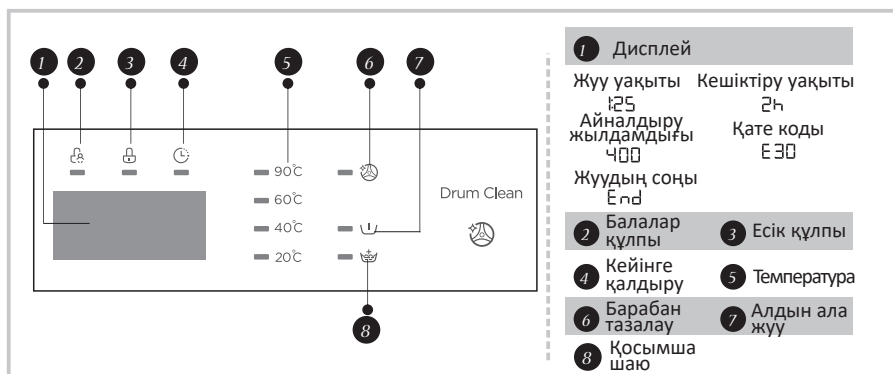 1 2 3 4 5 6 7
90℃
60℃
40℃
20℃
Drum Clean
8
1 Дисплей
Жуу уақыты Кешіктіру уақыты
1:25 2h
Айналдыру
жылдамдығы Қате коды
400 E30
Жуудың соңы
End
2 Балалар
құлпы 3 Есік құлпы
4 Кейінге
қалдыру 5 Температура
6 Барабан
тазалау 7 Алдын ала
жуу
8 Қосымша
шаю